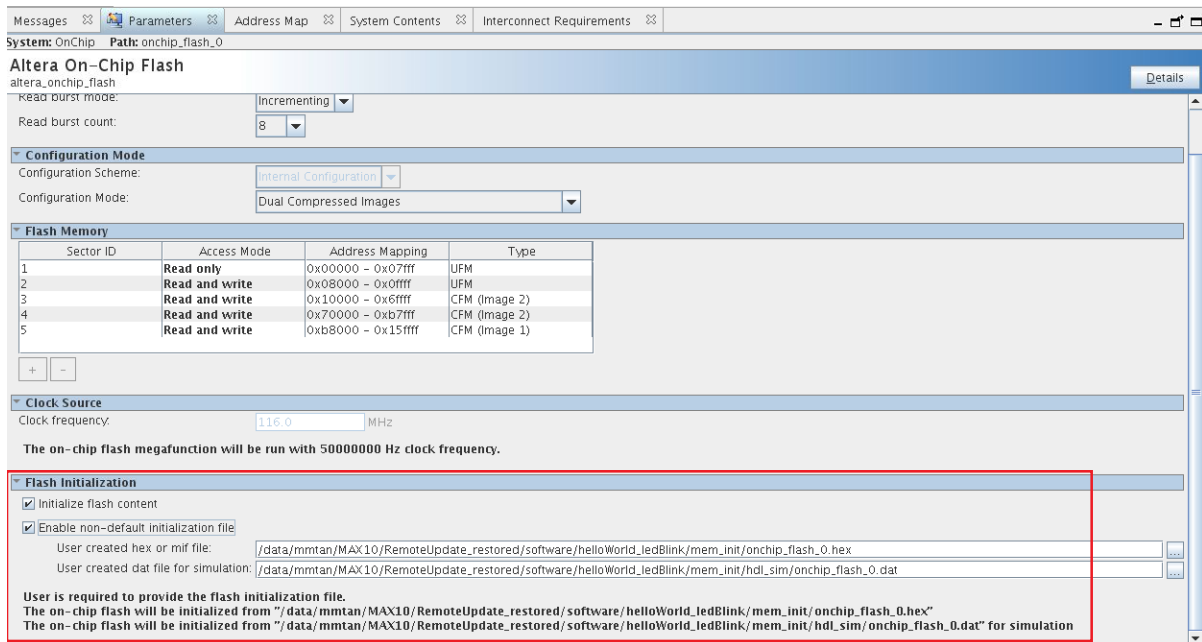 Messages Parameters Address Map System Contents Interconnect Requirements
System: OnChip Path: onchip_flash_0
Altera On-Chip Flash
altera_onchip_flash
Details
Read burst mode: Incrementing
Read burst count: 8
Configuration Mode
Configuration Scheme: Internal Configuration
Configuration Mode: Dual Compressed Images
Flash Memory
Sector ID Access Mode Address Mapping Type
1 Read only 0x00000 - 0x07fff UFM
2 Read and write 0x08000 - 0x0ffff UFM
3 Read and write 0x10000 - 0x6ffff CFM (Image 2)
4 Read and write 0x70000 - 0xb7fff CFM (Image 2)
5 Read and write 0xb8000 - 0x15ffff CFM (Image 1)
+ -
Clock Source
Clock frequency: 116.0 MHz
The on-chip flash megafunction will be run with 50000000 Hz clock frequency.
Flash Initialization
Initialize flash content
Enable non-default initialization file
User created hex or mif file: /data/mmtan/MAX10/RemoteUpdate_restored/software/helloWorld_ledBlink/mem_init/onchip_flash_0.hex ...
User created dat file for simulation: /data/mmtan/MAX10/RemoteUpdate_restored/software/helloWorld_ledBlink/mem_init/hdl_sim/onchip_flash_0.dat ...
User is required to provide the flash initialization file.
The on-chip flash will be initialized from "/data/mmtan/MAX10/RemoteUpdate_restored/software/helloWorld_ledBlink/mem_init/onchip_flash_0.hex"
The on-chip flash will be initialized from "/data/mmtan/MAX10/RemoteUpdate_restored/software/helloWorld_ledBlink/mem_init/hdl_sim/onchip_flash_0.dat" for simulation